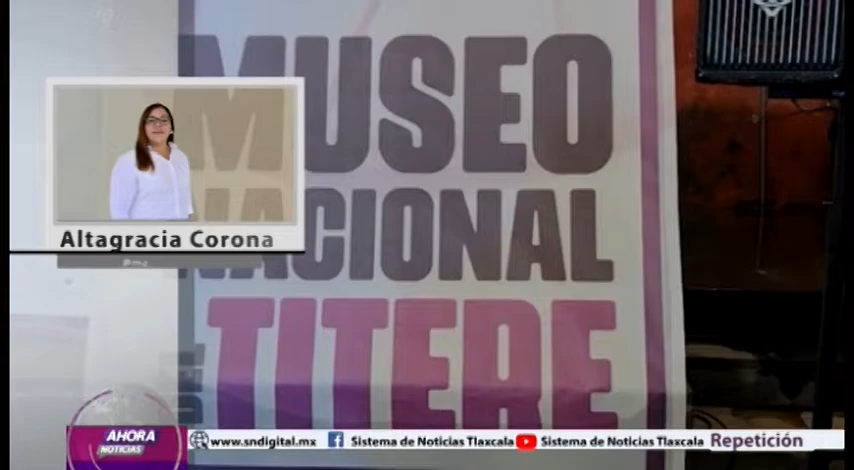 MUSEO
NACIONAL
TITERE
Altagracia Corona
AHORA
NOTICIAS
www.sndigital.mx Sistema de Noticias Tlaxcala Sistema de Noticias Tlaxcala Repetición